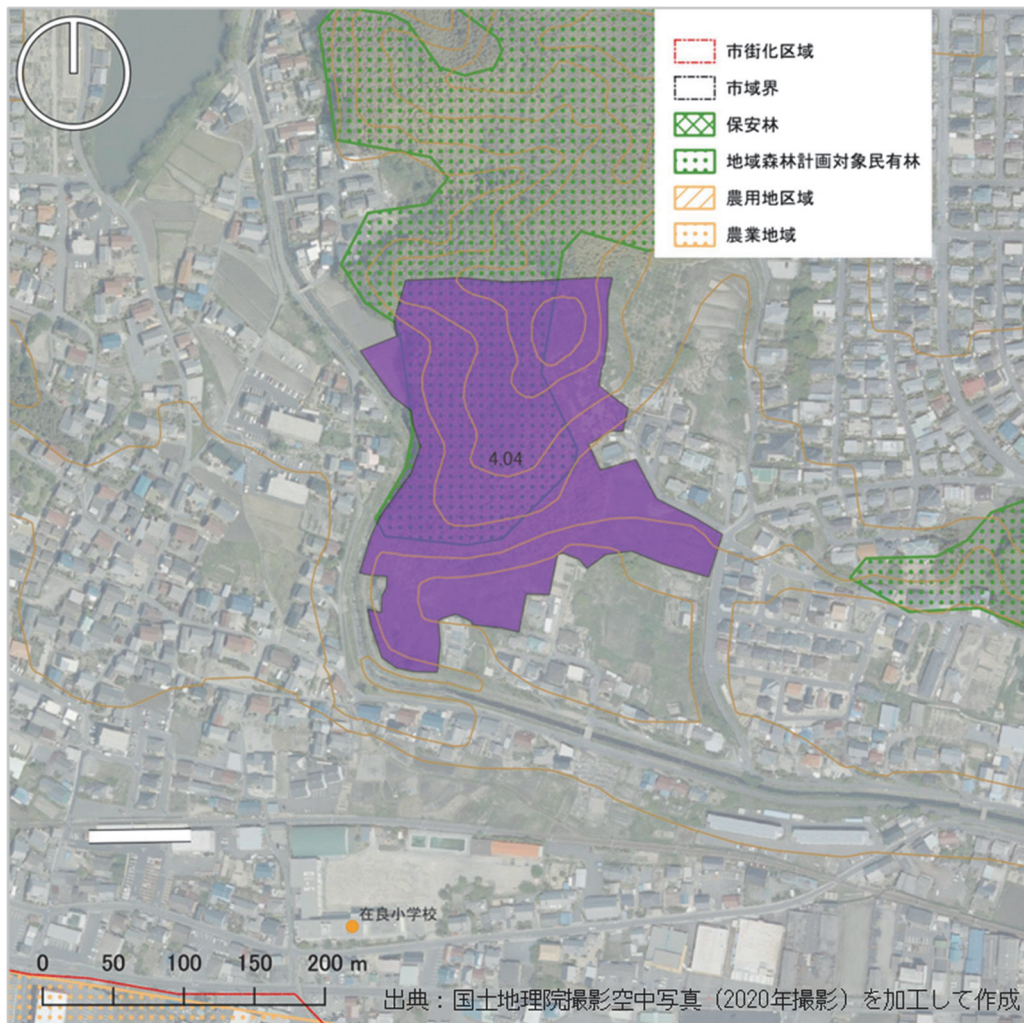 市街化区域
市域界
保安林
地域森林計画対象民有林
農用地区域
農業地域
4.04
在良小学校
0 50 100 150 200 m
出典：国土地理院撮影空中写真（2020年撮影）を加工して作成